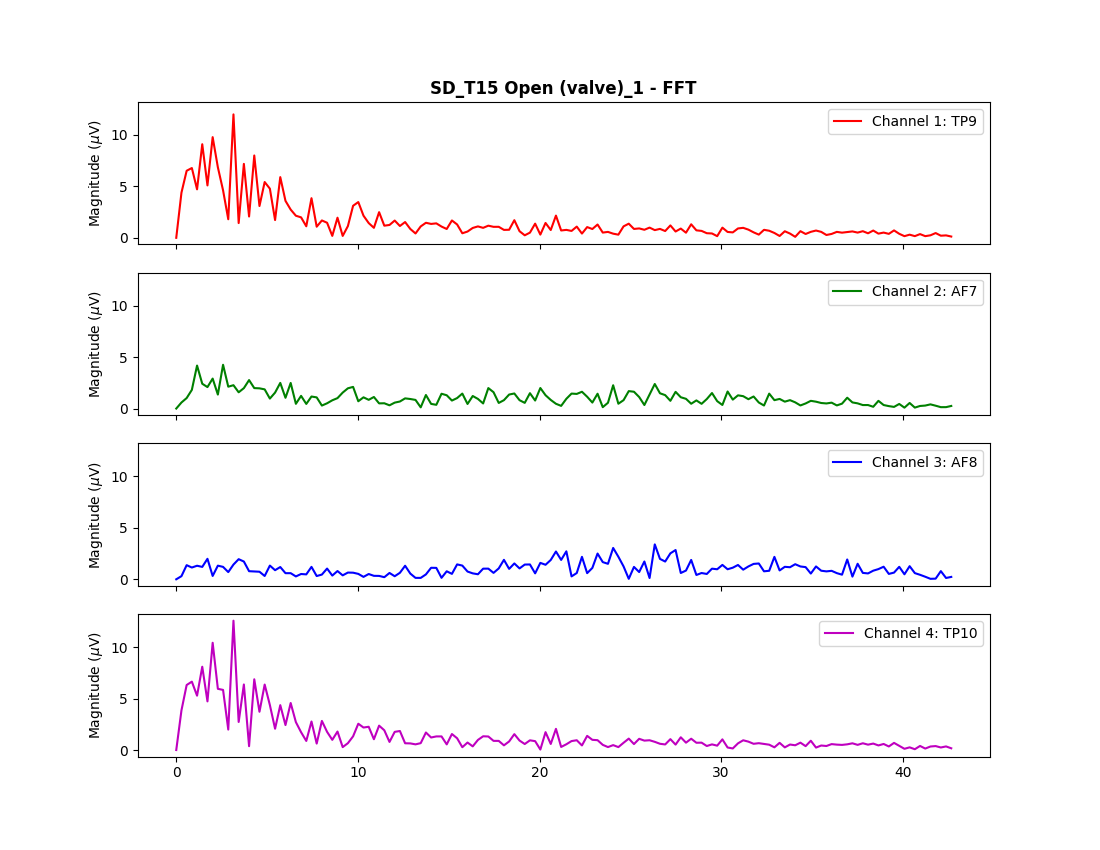 SD_T15 Open (valve)_1 - FFT
Magnitude (μV)
10
5
0
Channel 1: TP9
Magnitude (μV)
10
5
0
Channel 2: AF7
Magnitude (μV)
10
5
0
Channel 3: AF8
Magnitude (μV)
10
5
0
Channel 4: TP10
0 10 20 30 40